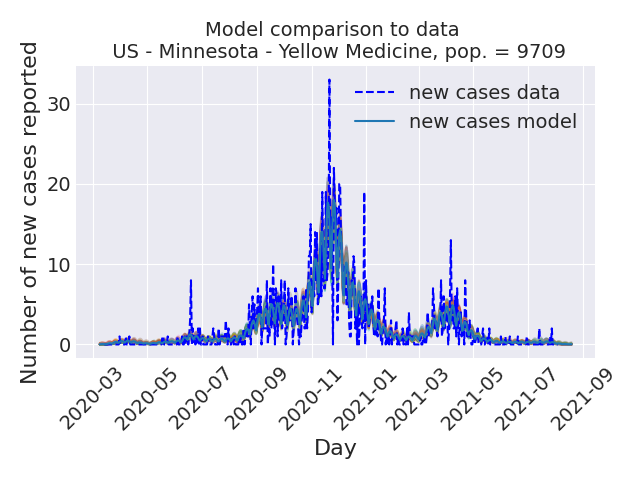 Model comparison to data
US - Minnesota - Yellow Medicine, pop. = 9709
Number of new cases reported
30
20
10
0
new cases data
new cases model
2020-03
2020-05
2020-07
2020-09
2020-11
2021-01
2021-03
2021-05
2021-07
2021-09
Day